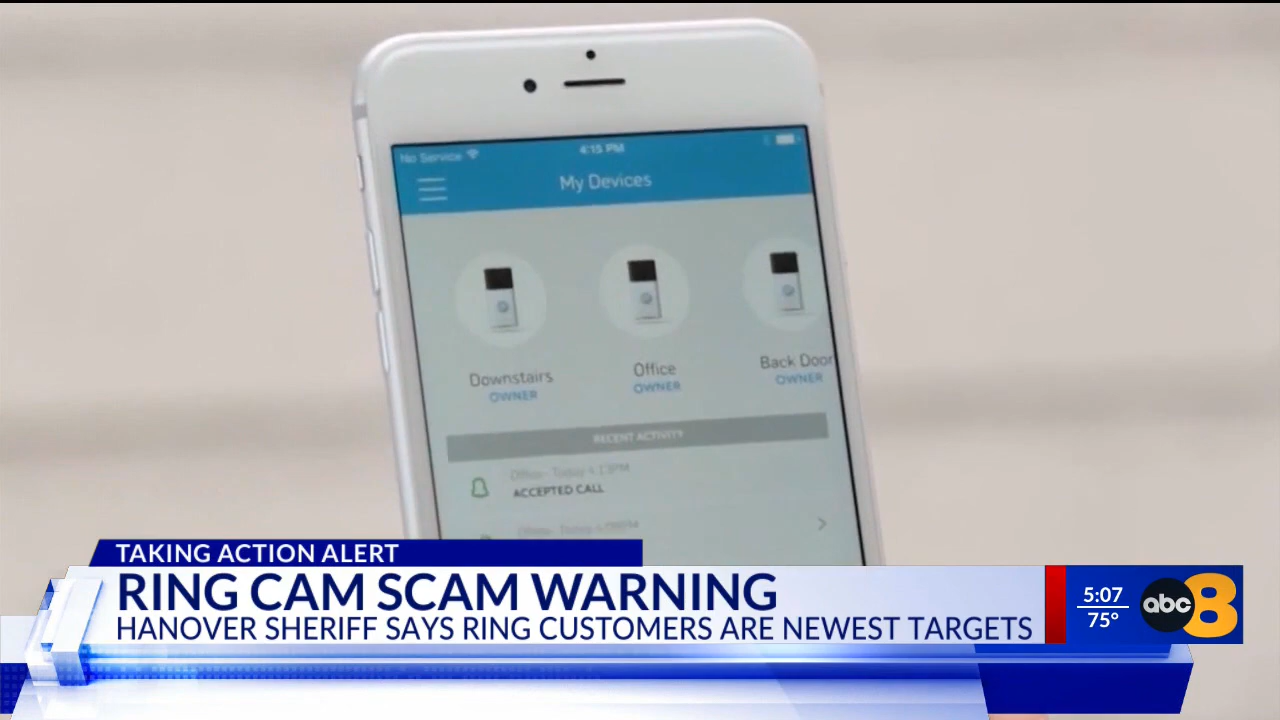 No Service
4:15 PM
My Devices
Downstairs
OWNER
Office
OWNER
Back Door
OWNER
RECENT ACTIVITY
Office - Today
ACCEPTED CALL
TAKING ACTION ALERT
RING CAM SCAM WARNING
HANOVER SHERIFF SAYS RING CUSTOMERS ARE NEWEST TARGETS
5:07
75°
abc 8